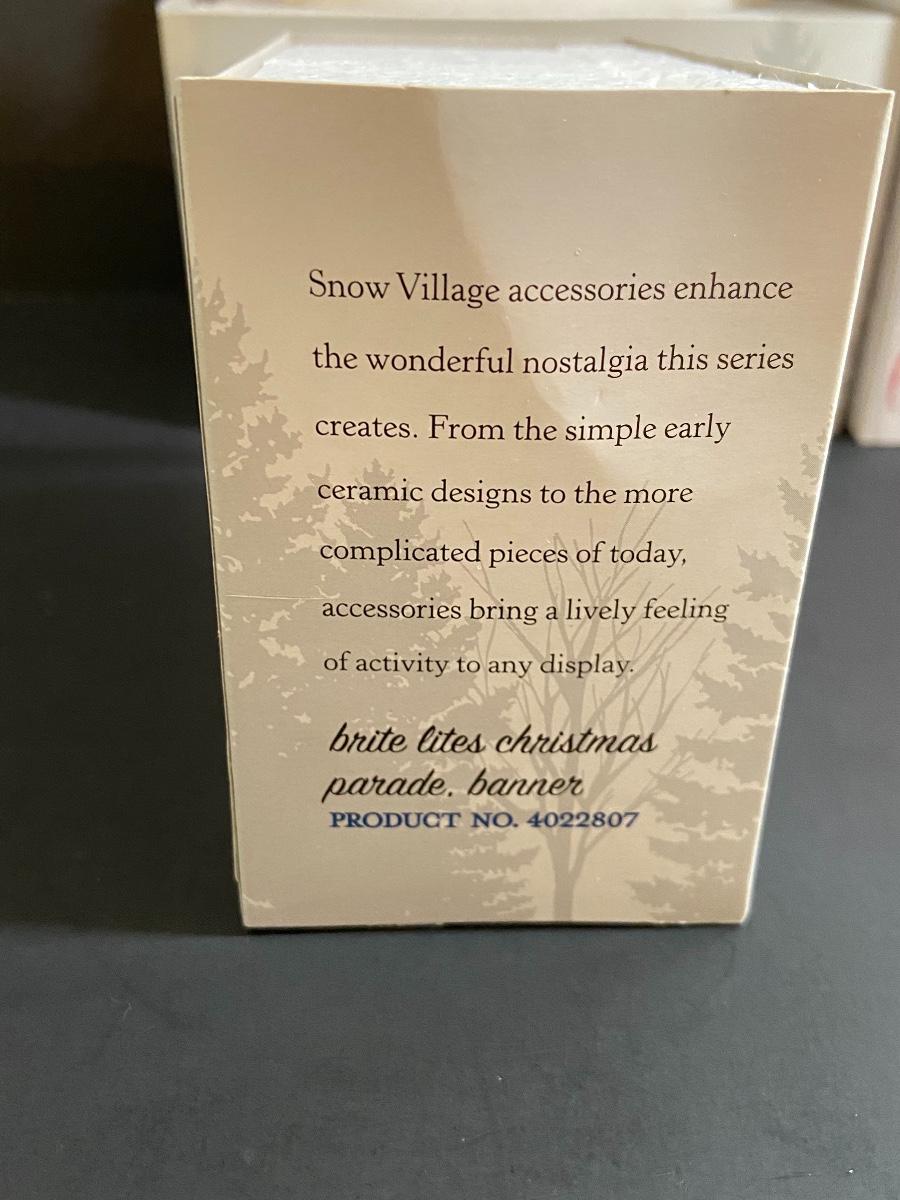 Snow Village accessories enhance
the wonderful nostalgia this series
creates. From the simple early
ceramic designs to the more
complicated pieces of today,
accessories bring a lively feeling
of activity to any display.
brite lites christmas
parade. banner
PRODUCT NO. 4022807